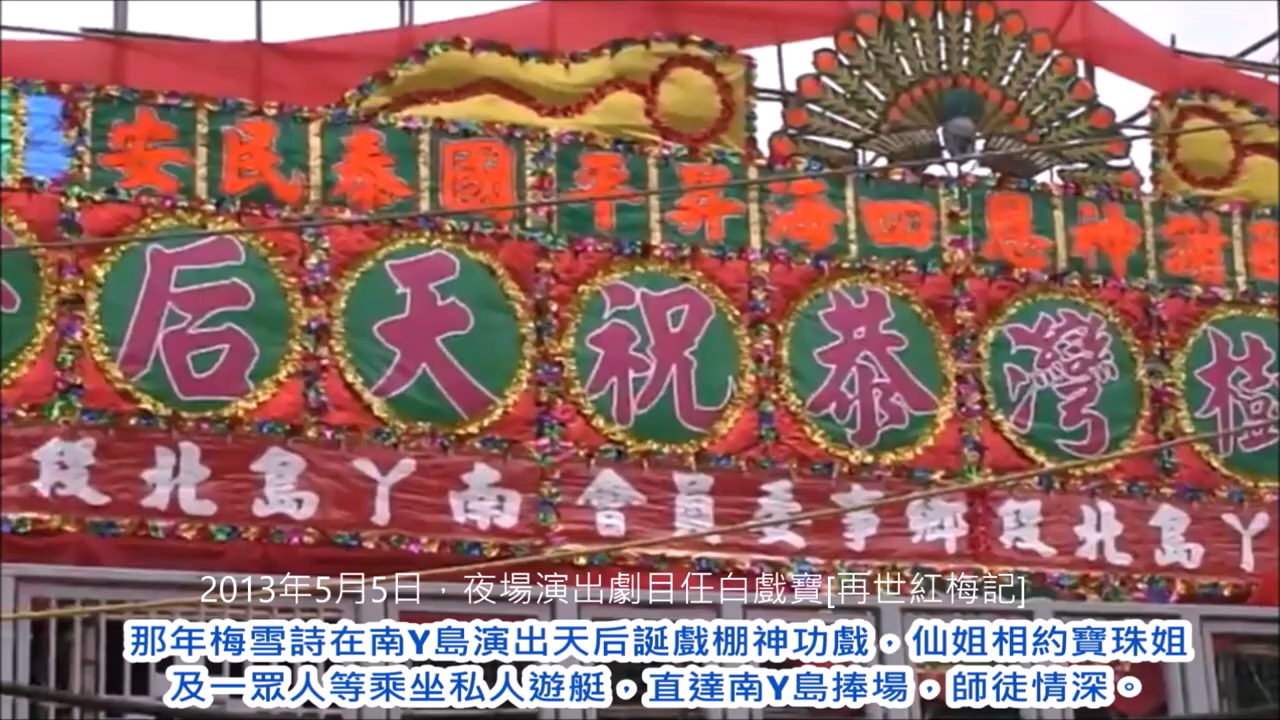 謝神恩四海昇平國泰民安
樹灣恭祝天后
丫島北段鄉事委員會 南丫島北段
2013年5月5日，夜場演出劇目任白戲寶[再世紅梅記]
那年梅雪詩在南Y島演出天后誕戲棚神功戲，仙姐相約寶珠姐
及一眾人等乘坐私人遊艇，直達南Y島捧場，師徒情深。